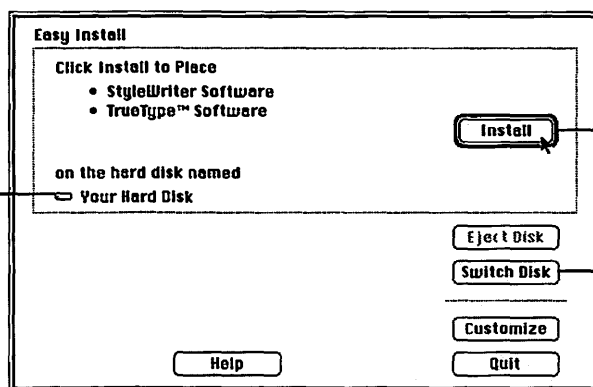 Easy Install
Click Install to Place
• StyleWriter Software
• TrueType™ Software
Install
on the hard disk named
Your Hard Disk
Eject Disk
Switch Disk
Customize
Help
Quit